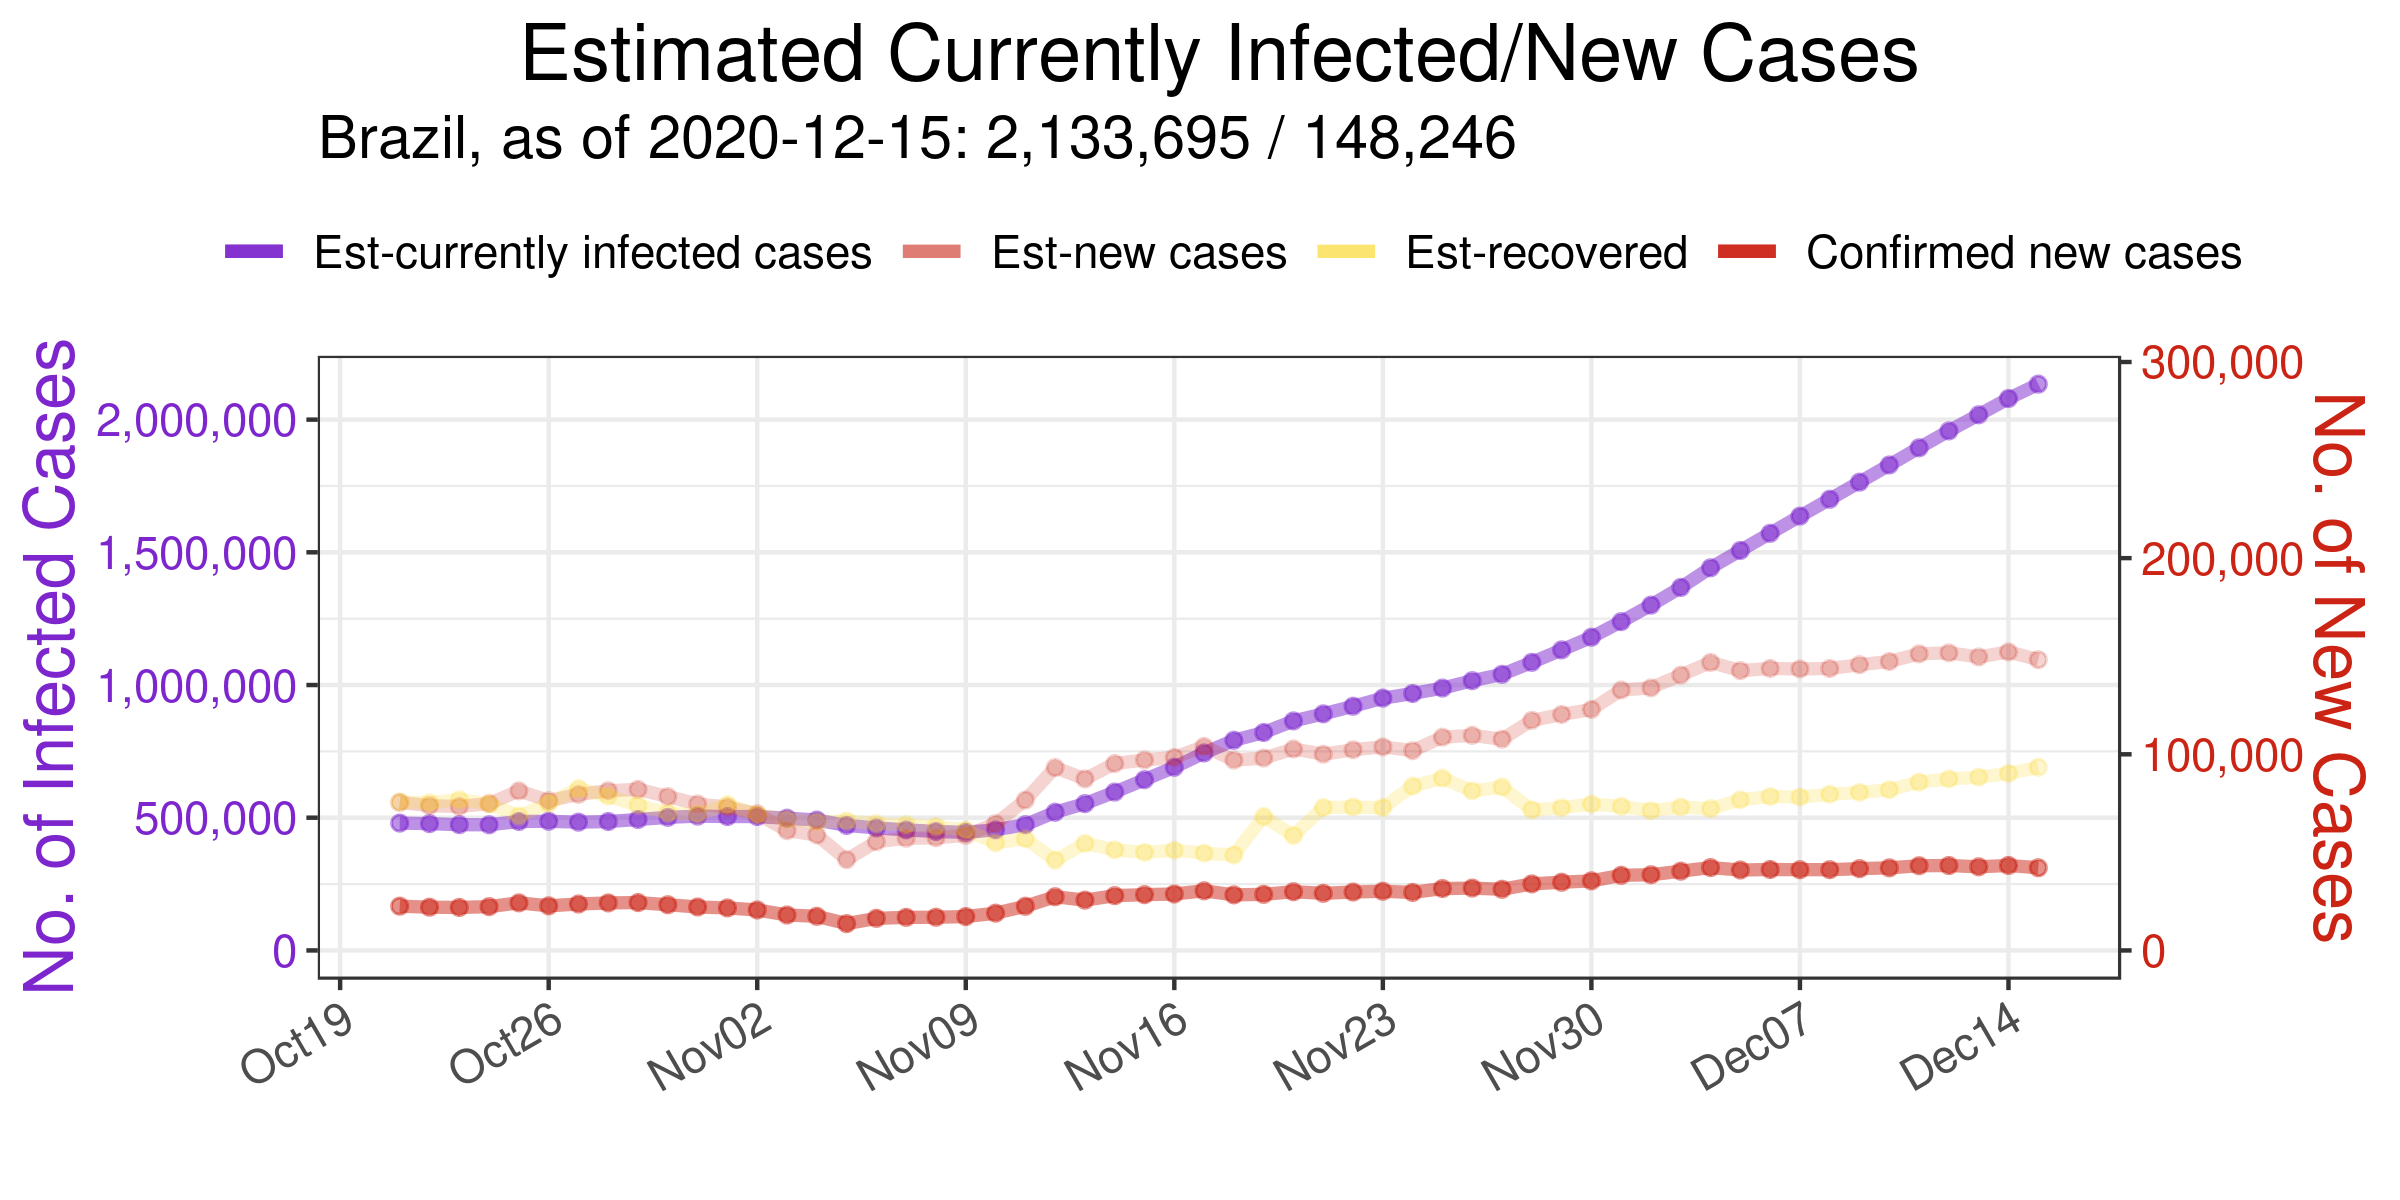 Estimated Currently Infected/New Cases
Brazil, as of 2020-12-15: 2,133,695 / 148,246
Est-currently infected cases Est-new cases Est-recovered Confirmed new cases
No. of Infected Cases
2,000,000
1,500,000
1,000,000
500,000
0
300,000
200,000
100,000
0
No. of New Cases
Oct19 Oct26 Nov02 Nov09 Nov16 Nov23 Nov30 Dec07 Dec14